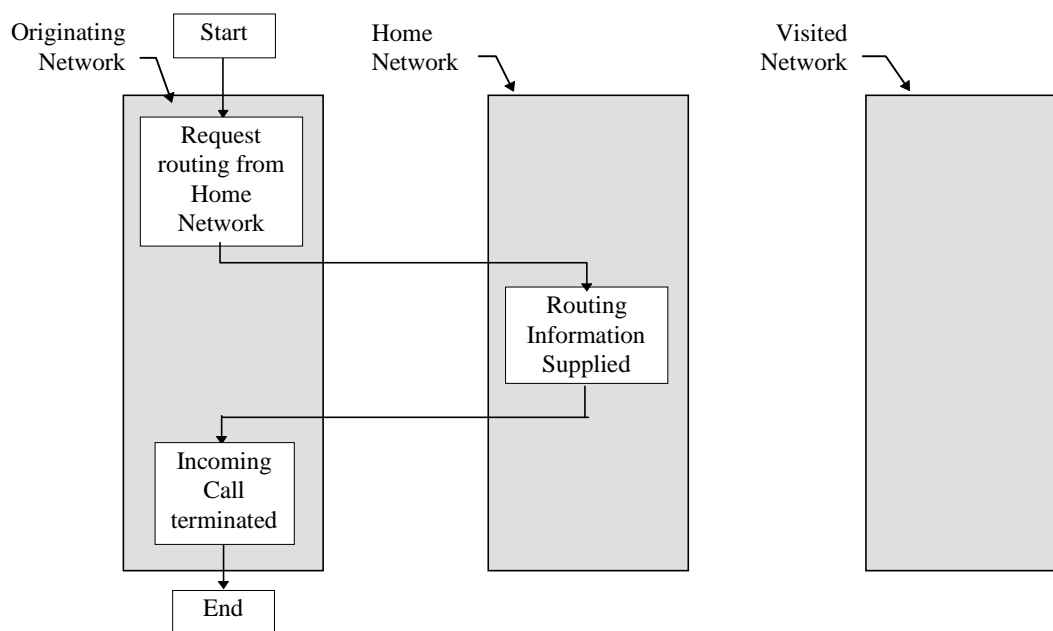 Originating
Network
Start
Home
Network
Visited
Network
Request
routing from
Home
Network
Routing
Information
Supplied
Incoming
Call
terminated
End